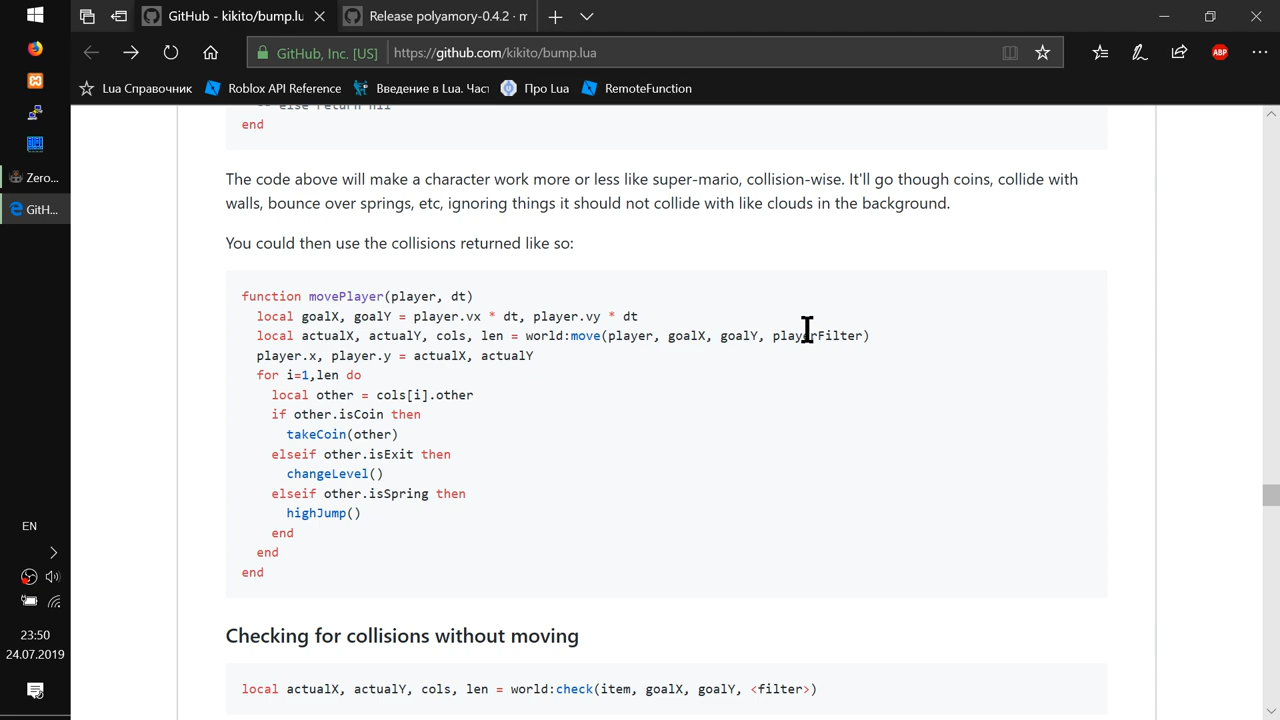 GitHub - kikito/bump.lu
Release polyamory-0.4.2 · m
GitHub, Inc. [US]
https://github.com/kikito/bump.lua
Lua Справочник
Roblox API Reference
Введение в Lua. Част
Про Lua
RemoteFunction
ABP
Zero...
GitH...
-- else return nil
end
The code above will make a character work more or less like super-mario, collision-wise. It'll go though coins, collide with
walls, bounce over springs, etc, ignoring things it should not collide with like clouds in the background.
You could then use the collisions returned like so:
function movePlayer(player, dt)
local goalX, goalY = player.vx * dt, player.vy * dt
local actualX, actualY, cols, len = world:move(player, goalX, goalY, playerFilter)
player.x, player.y = actualX, actualY
for i=1,len do
local other = cols[i].other
if other.isCoin then
takeCoin(other)
elseif other.isExit then
changeLevel()
elseif other.isSpring then
highJump()
end
end
end
Checking for collisions without moving
local actualX, actualY, cols, len = world:check(item, goalX, goalY, <filter>)
EN
23:50
24.07.2019